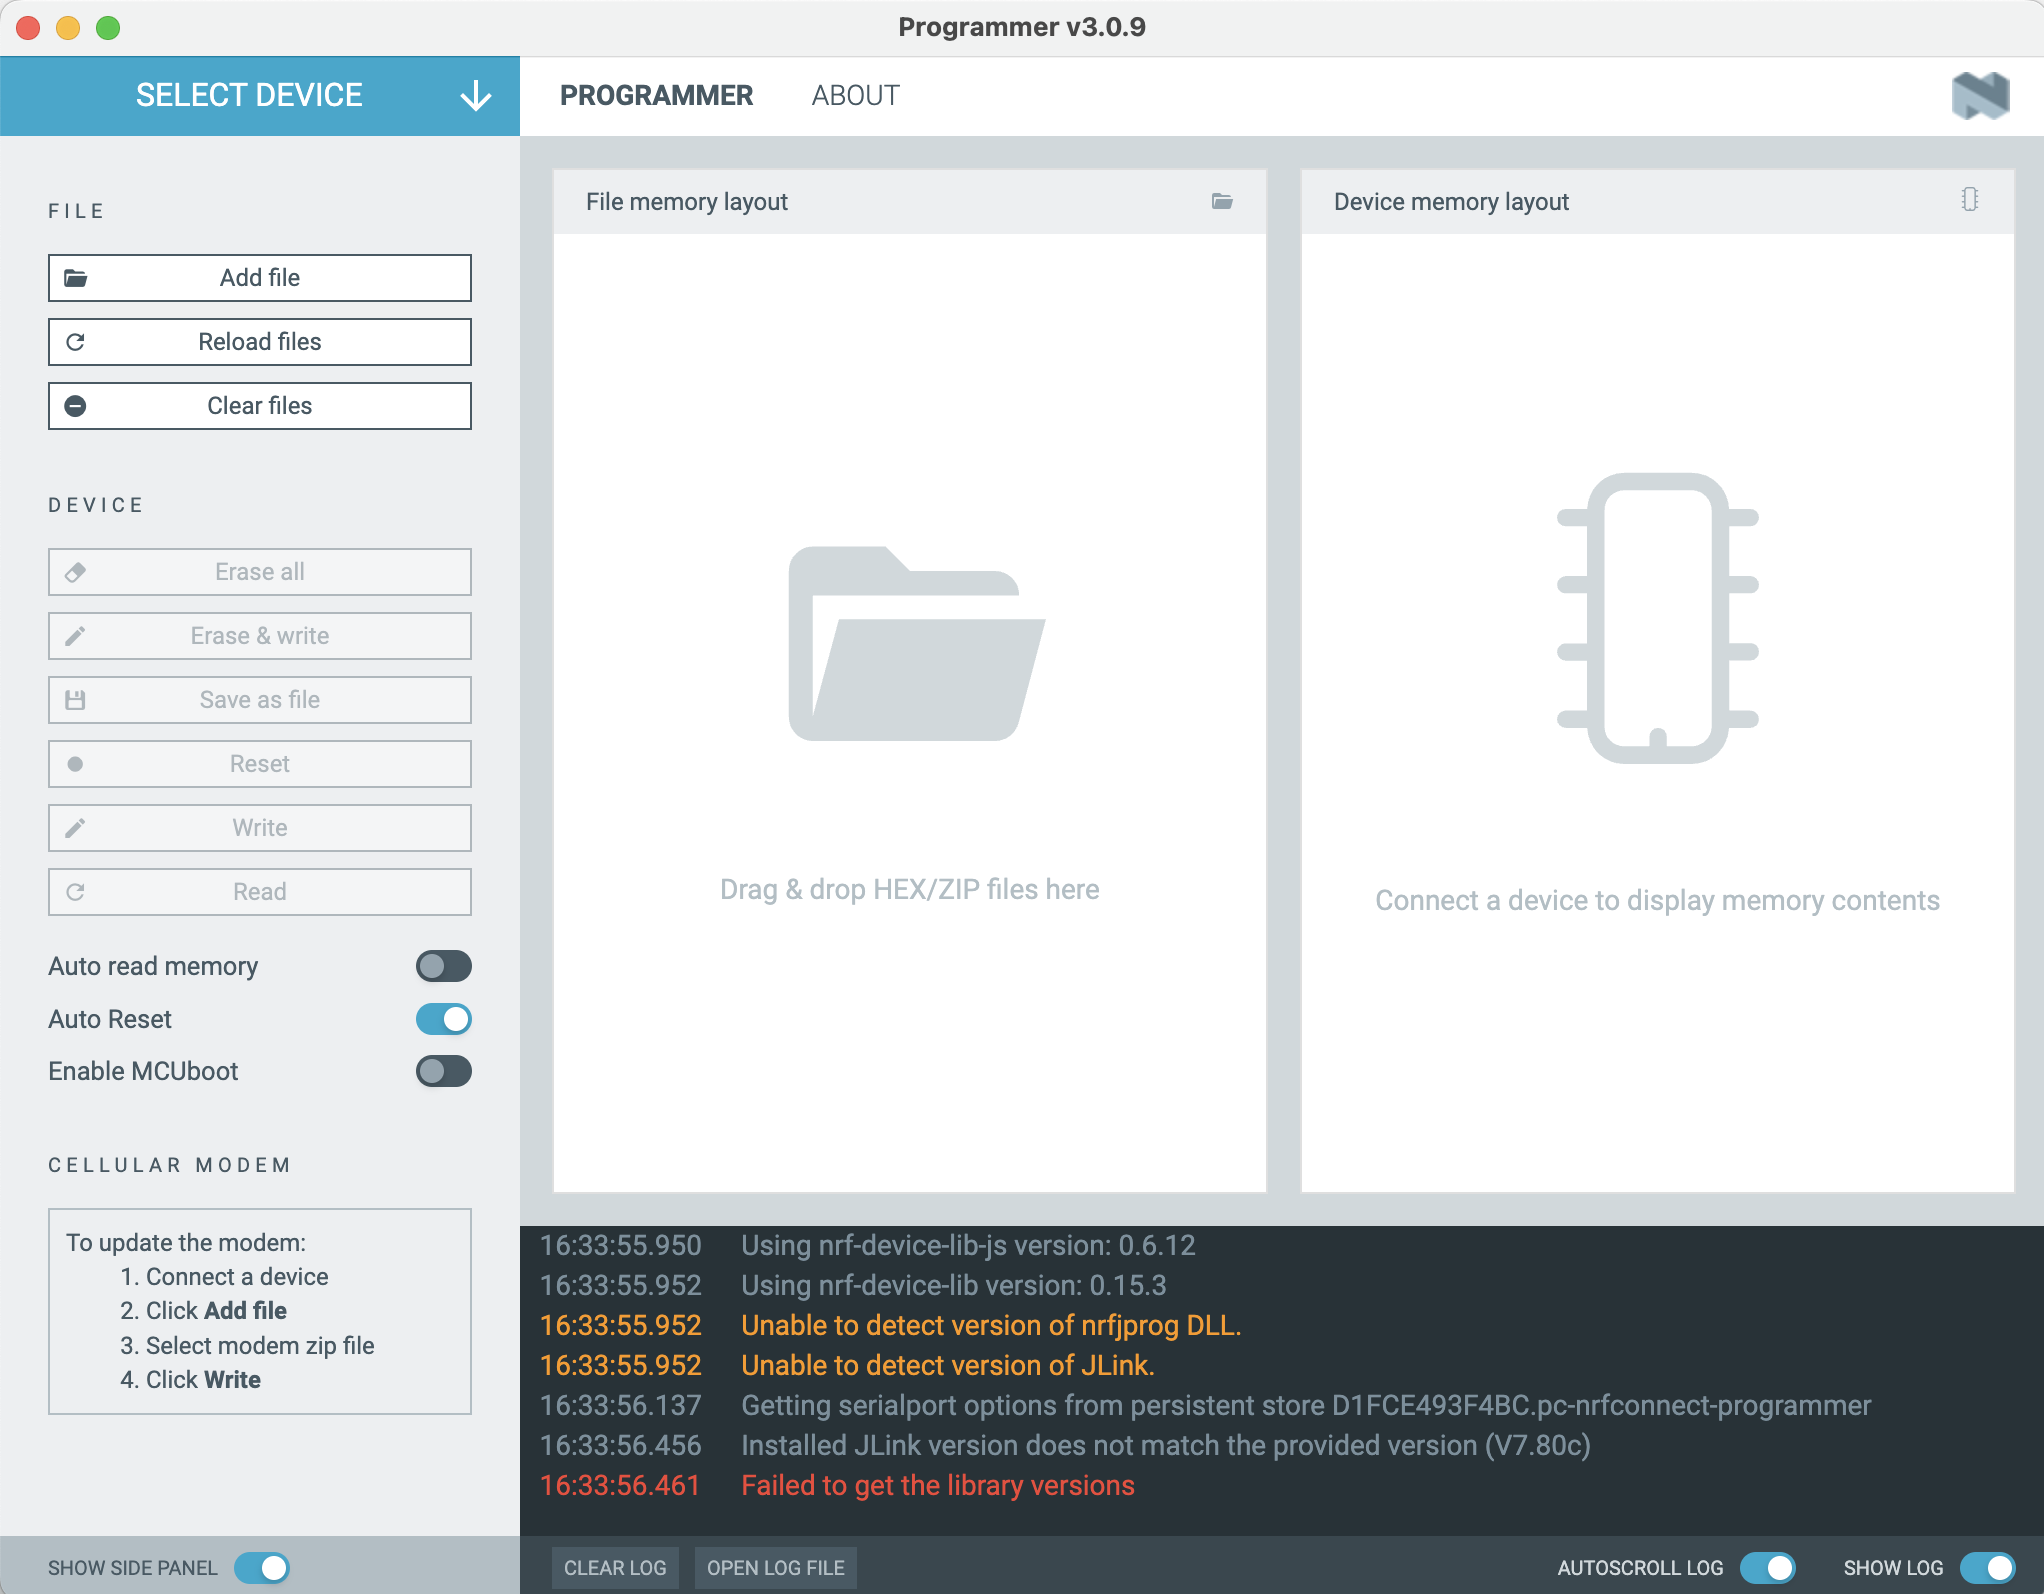 Programmer v3.0.9
SELECT DEVICE
PROGRAMMER
ABOUT
FILE
Add file
Reload files
Clear files
DEVICE
Erase all
Erase & write
Save as file
Reset
Write
Read
Auto read memory
Auto Reset
Enable MCUboot
CELLULAR MODEM
To update the modem:
1. Connect a device
2. Click Add file
3. Select modem zip file
4. Click Write
SHOW SIDE PANEL
File memory layout
Drag & drop HEX/ZIP files here
Device memory layout
Connect a device to display memory contents
16:33:55.950 Using nrf-device-lib-js version: 0.6.12
16:33:55.952 Using nrf-device-lib version: 0.15.3
16:33:55.952 Unable to detect version of nrfjprog DLL.
16:33:55.952 Unable to detect version of JLink.
16:33:56.137 Getting serialport options from persistent store D1FCE493F4BC.pc-nrfconnect-programmer
16:33:56.456 Installed JLink version does not match the provided version (V7.80c)
16:33:56.461 Failed to get the library versions
CLEAR LOG
OPEN LOG FILE
AUTOSCROLL LOG
SHOW LOG